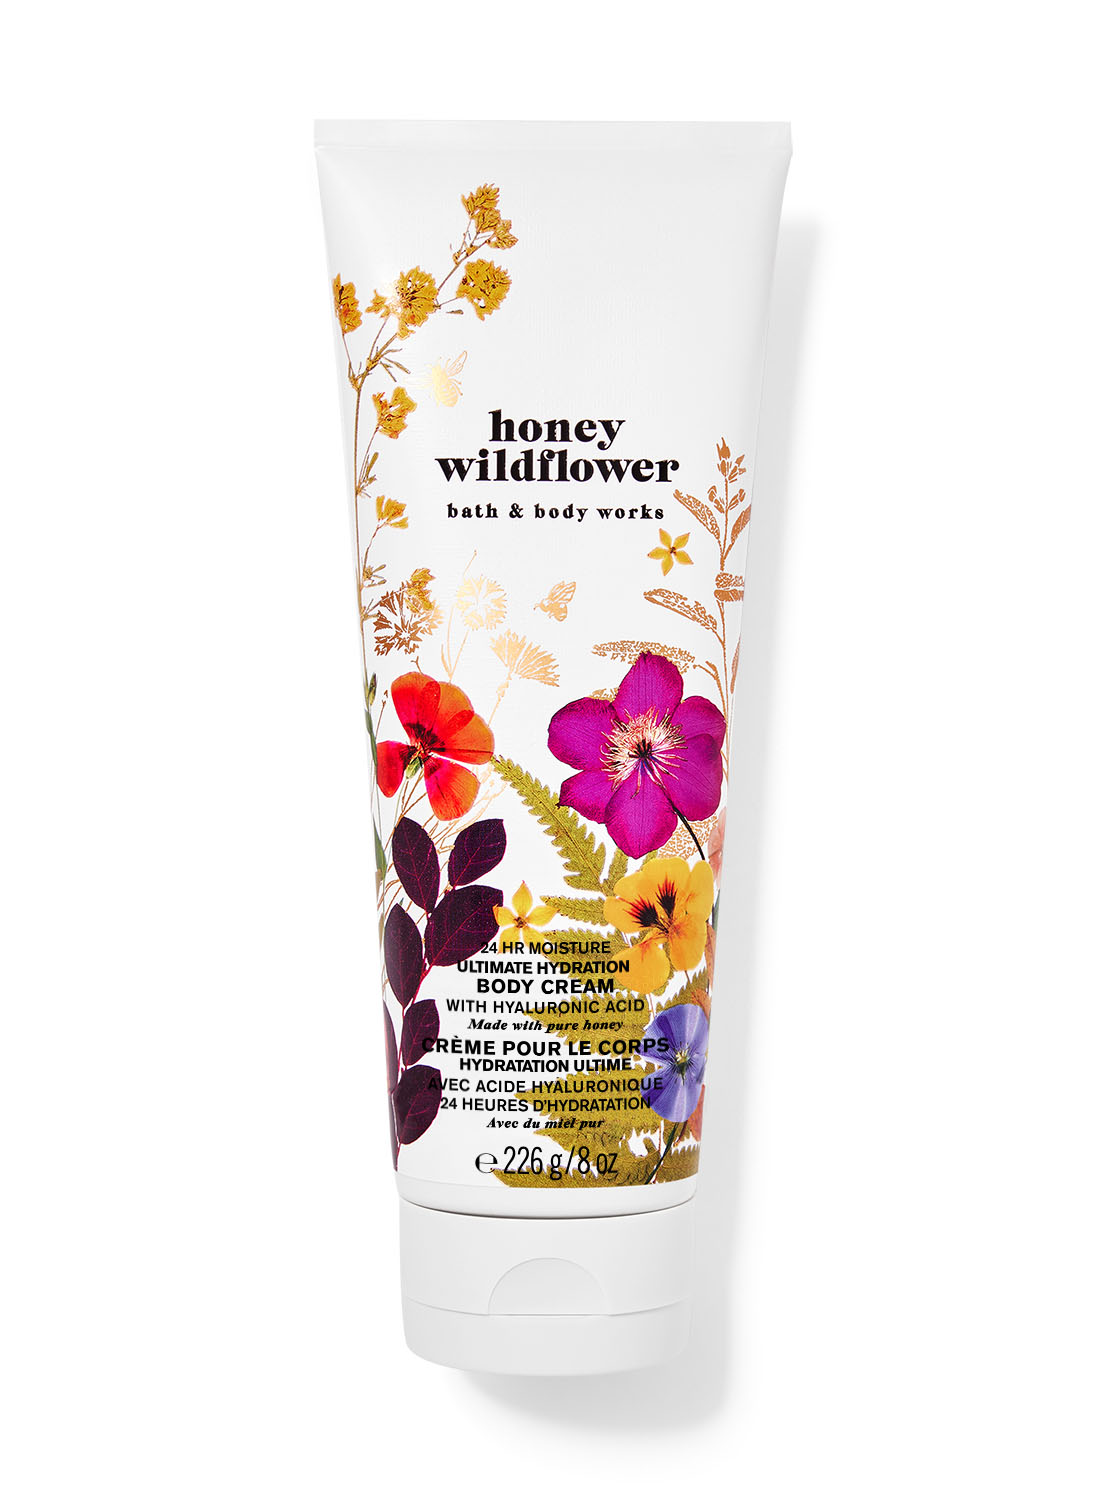 honey
wildflower
bath & body works
24 HR MOISTURE
ULTIMATE HYDRATION
BODY CREAM
WITH HYALURONIC ACID
Made with pure honey
CRÈME POUR LE CORPS
HYDRATATION ULTIME
AVEC ACIDE HYALURONIQUE
24 HEURES D'HYDRATATION
Avec du miel pur
℮ 226 g/8 oz